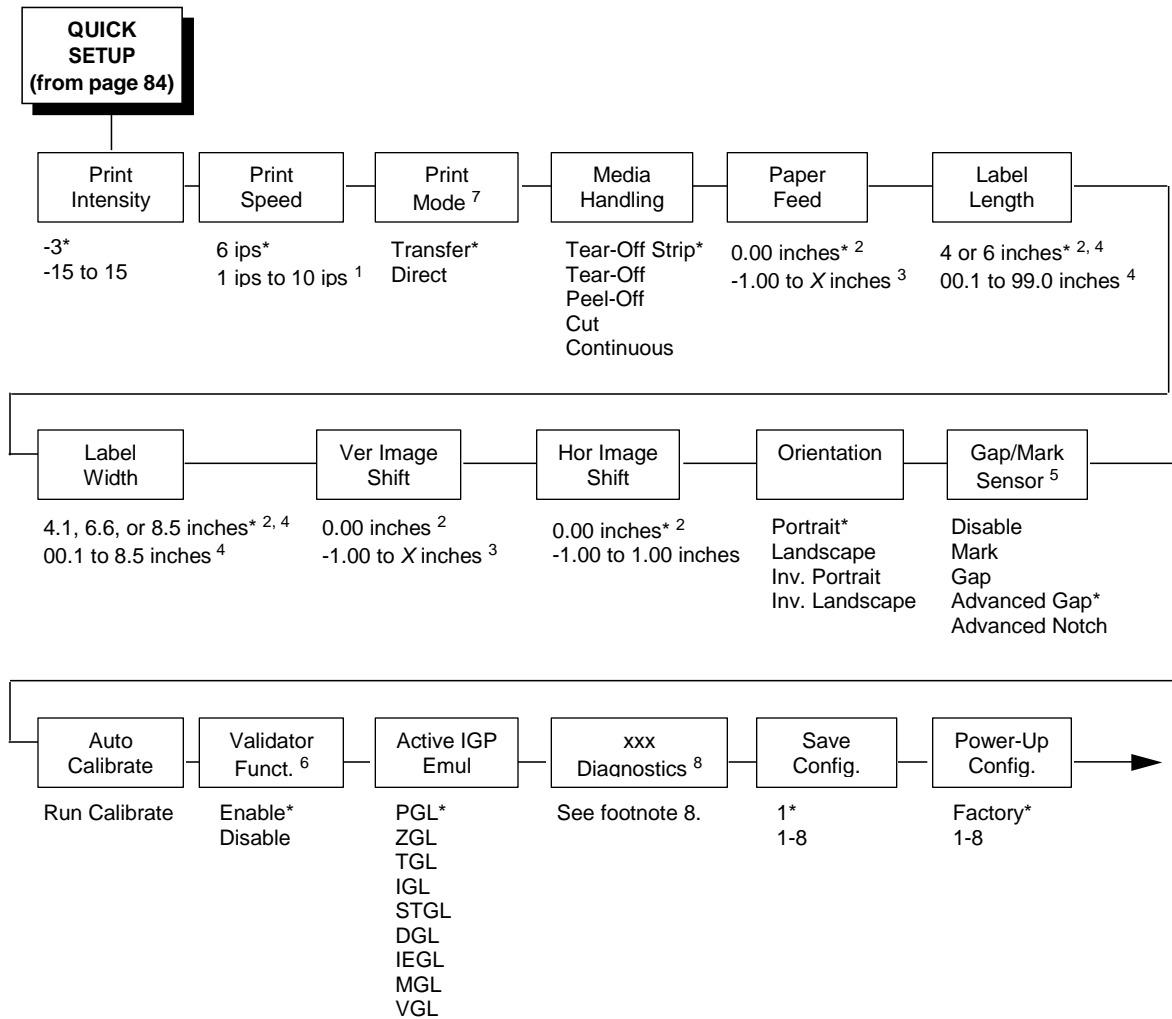 QUICK
SETUP
(from page 84)
Print
Intensity
-3*
-15 to 15
Print
Speed
6 ips*
1 ips to 10 ips 1
Print
Mode 7
Transfer*
Direct
Media
Handling
Tear-Off Strip*
Tear-Off
Peel-Off
Cut
Continuous
Paper
Feed
0.00 inches* 2
-1.00 to X inches 3
Label
Length
4 or 6 inches* 2, 4
00.1 to 99.0 inches 4
Label
Width
4.1, 6.6, or 8.5 inches* 2, 4
00.1 to 8.5 inches 4
Ver Image
Shift
0.00 inches 2
-1.00 to X inches 3
Hor Image
Shift
0.00 inches* 2
-1.00 to 1.00 inches
Orientation
Portrait*
Landscape
Inv. Portrait
Inv. Landscape
Gap/Mark
Sensor 5
Disable
Mark
Gap
Advanced Gap*
Advanced Notch
Auto
Calibrate
Run Calibrate
Validator
Funct. 6
Enable*
Disable
Active IGP
Emul
PGL*
ZGL
TGL
IGL
STGL
DGL
IEGL
MGL
VGL
xxx
Diagnostics 8
See footnote 8.
Save
Config.
1*
1-8
Power-Up
Config.
Factory*
1-8